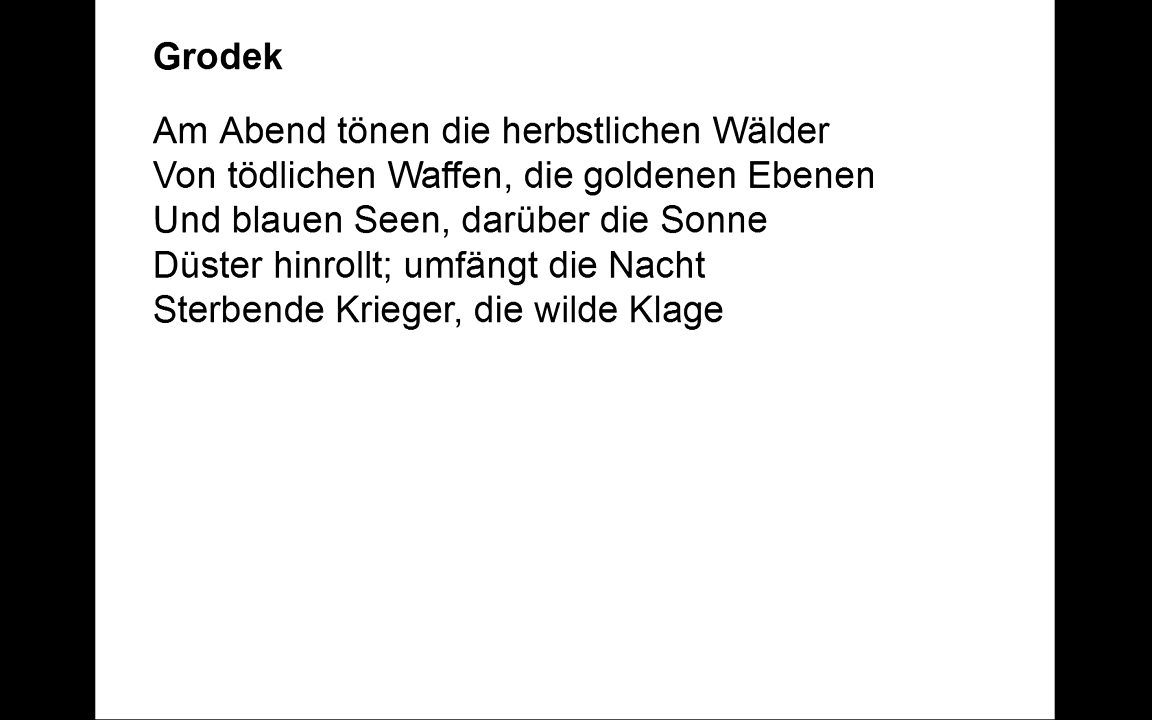 Grodek
Am Abend tönen die herbstlichen Wälder
Von tödlichen Waffen, die goldenen Ebenen
Und blauen Seen, darüber die Sonne
Düster hinrollt; umfängt die Nacht
Sterbende Krieger, die wilde Klage